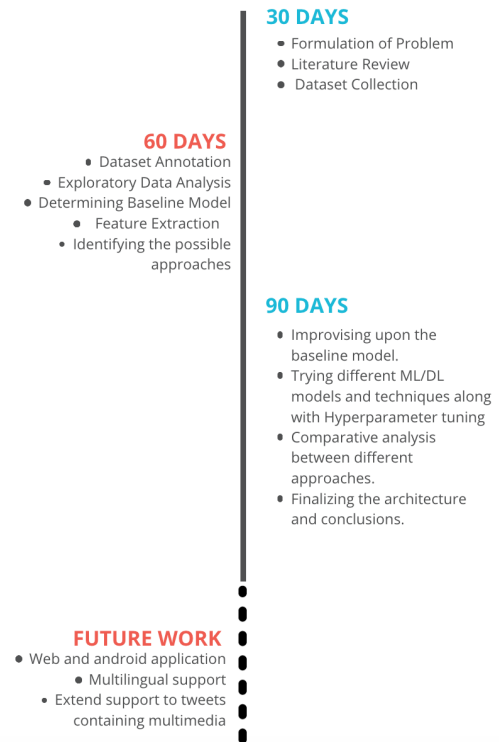 30 DAYS
Formulation of Problem
Literature Review
Dataset Collection
60 DAYS
Dataset Annotation
Exploratory Data Analysis
Determining Baseline Model
Feature Extraction
Identifying the possible
approaches
90 DAYS
Improvising upon the
baseline model.
Trying different ML/DL
models and techniques along
with Hyperparameter tuning
Comparative analysis
between different
approaches.
Finalizing the architecture
and conclusions.
FUTURE WORK
Web and android application
Multilingual support
Extend support to tweets
containing multimedia